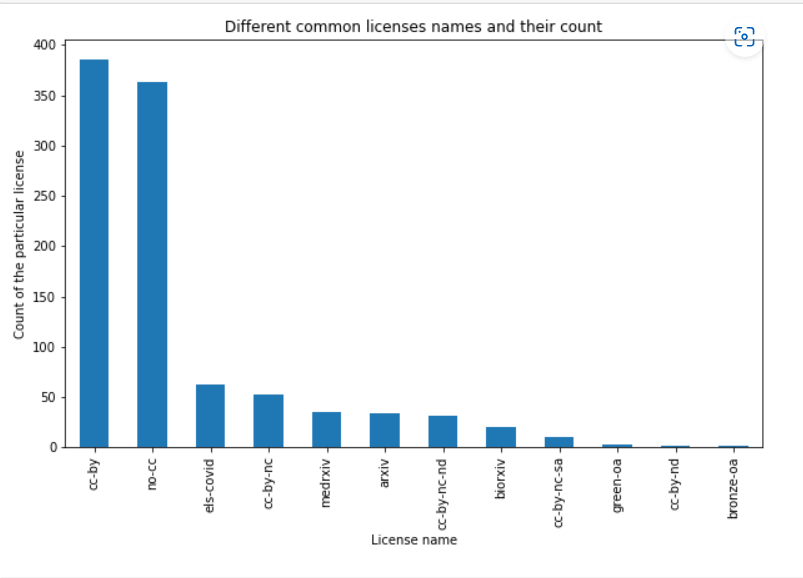 Different common licenses names and their count
400
350
300
250
200
150
100
50
0
Count of the particular license
cc-by
no-cc
els-covid
cc-by-nc
medrxiv
arxiv
cc-by-nc-nd
biorxiv
cc-by-nc-sa
green-oa
cc-by-nd
bronze-oa
License name